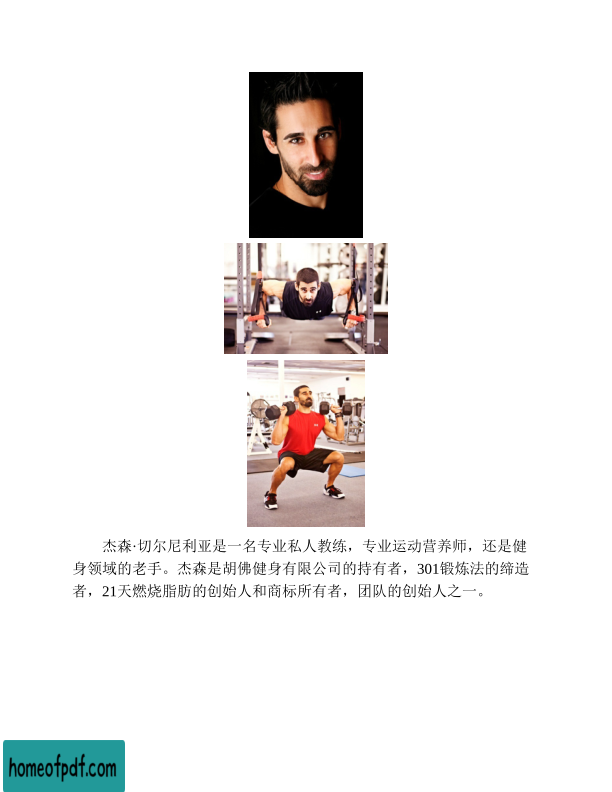 杰森·切尔尼利亚是一名专业私人教练，专业运动营养师，还是健
身领域的老手。杰森是胡佛健身有限公司的持有者，301锻炼法的缔造
者，21天燃烧脂肪的创始人和商标所有者，团队的创始人之一。
homeofpdf.com